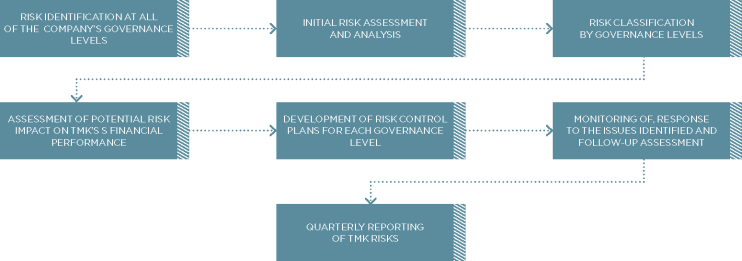 RISK IDENTIFICATION AT ALL
OF THE COMPANY'S GOVERNANCE
LEVELS
INITIAL RISK ASSESSMENT
AND ANALYSIS
RISK CLASSIFICATION
BY GOVERNANCE LEVELS
ASSESSMENT OF POTENTIAL RISK
IMPACT ON TMK'S S FINANCIAL
PERFORMANCE
DEVELOPMENT OF RISK CONTROL
PLANS FOR EACH GOVERNANCE
LEVEL
MONITORING OF, RESPONSE
TO THE ISSUES IDENTIFIED AND
FOLLOW-UP ASSESSMENT
QUARTERLY REPORTING
OF TMK RISKS